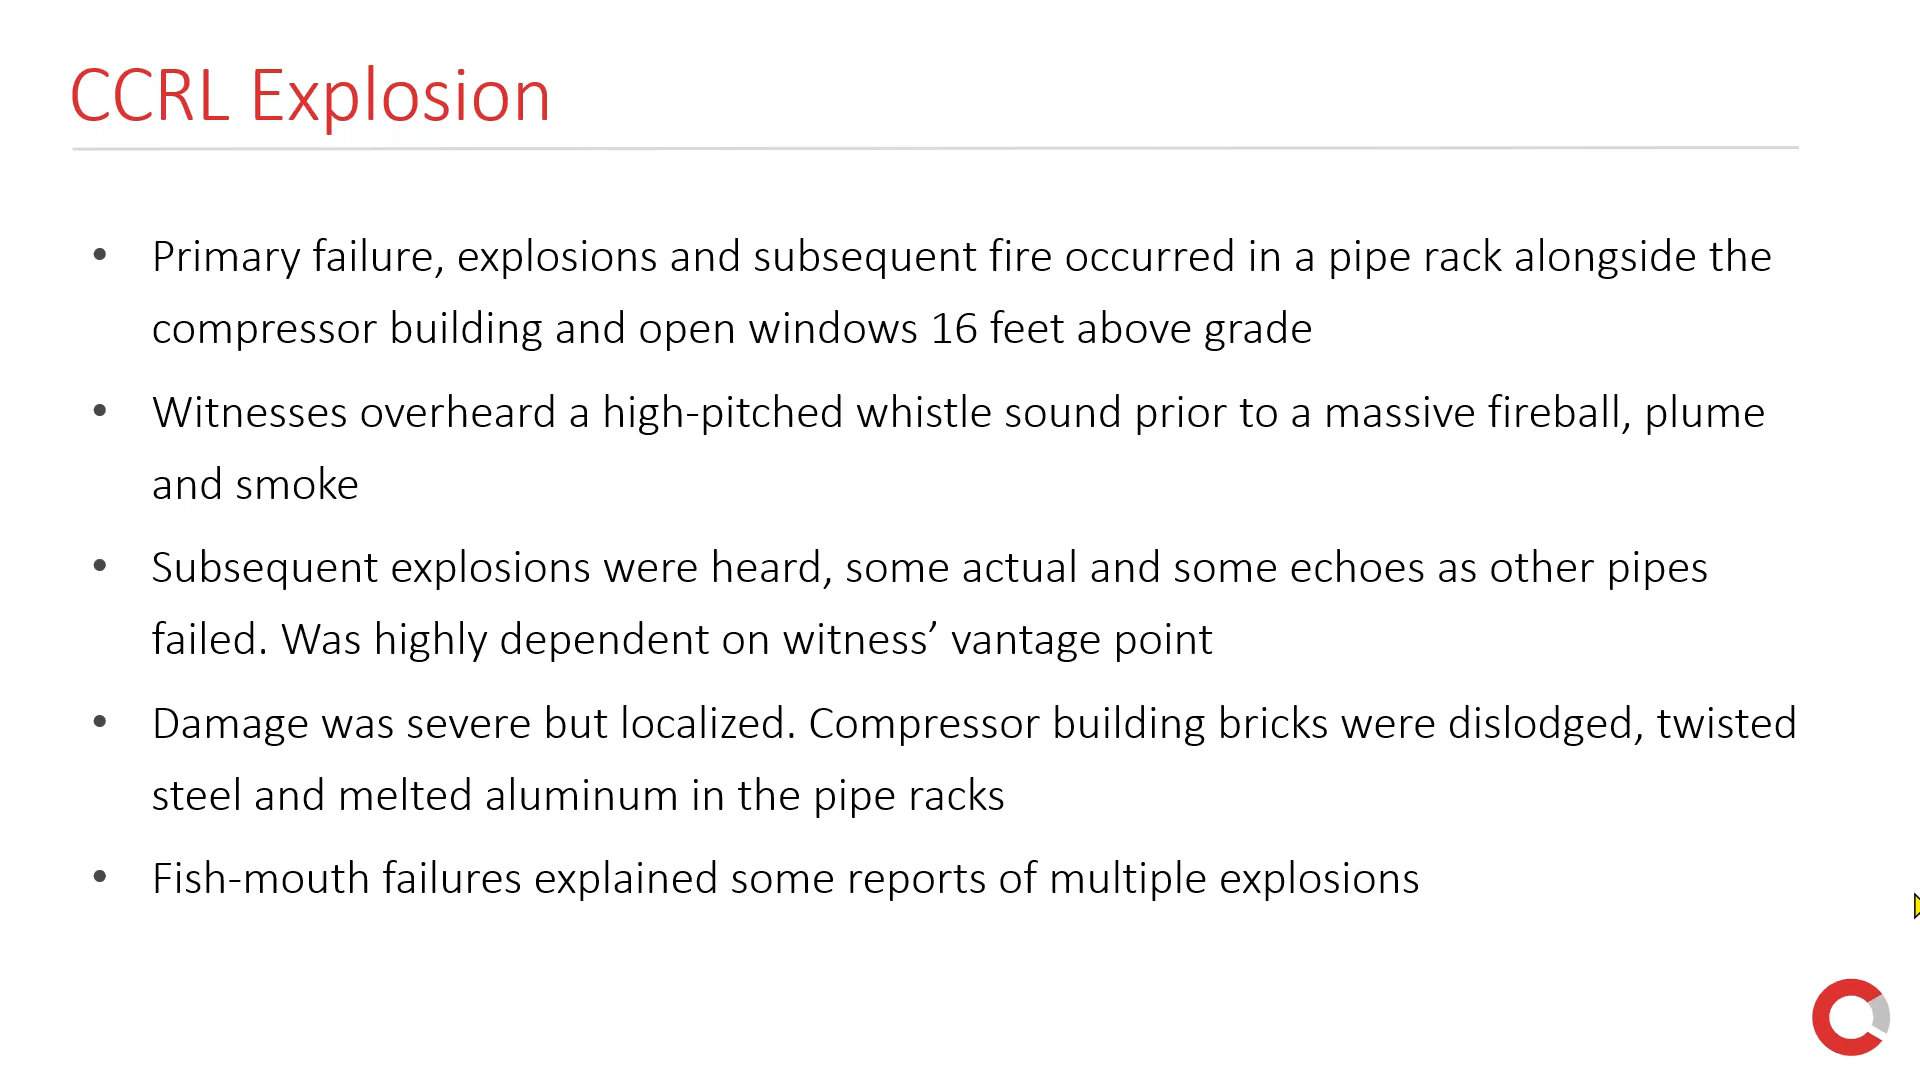 CCRL Explosion
• Primary failure, explosions and subsequent fire occurred in a pipe rack alongside the
compressor building and open windows 16 feet above grade
• Witnesses overheard a high-pitched whistle sound prior to a massive fireball, plume
and smoke
• Subsequent explosions were heard, some actual and some echoes as other pipes
failed. Was highly dependent on witness’ vantage point
• Damage was severe but localized. Compressor building bricks were dislodged, twisted
steel and melted aluminum in the pipe racks
• Fish-mouth failures explained some reports of multiple explosions